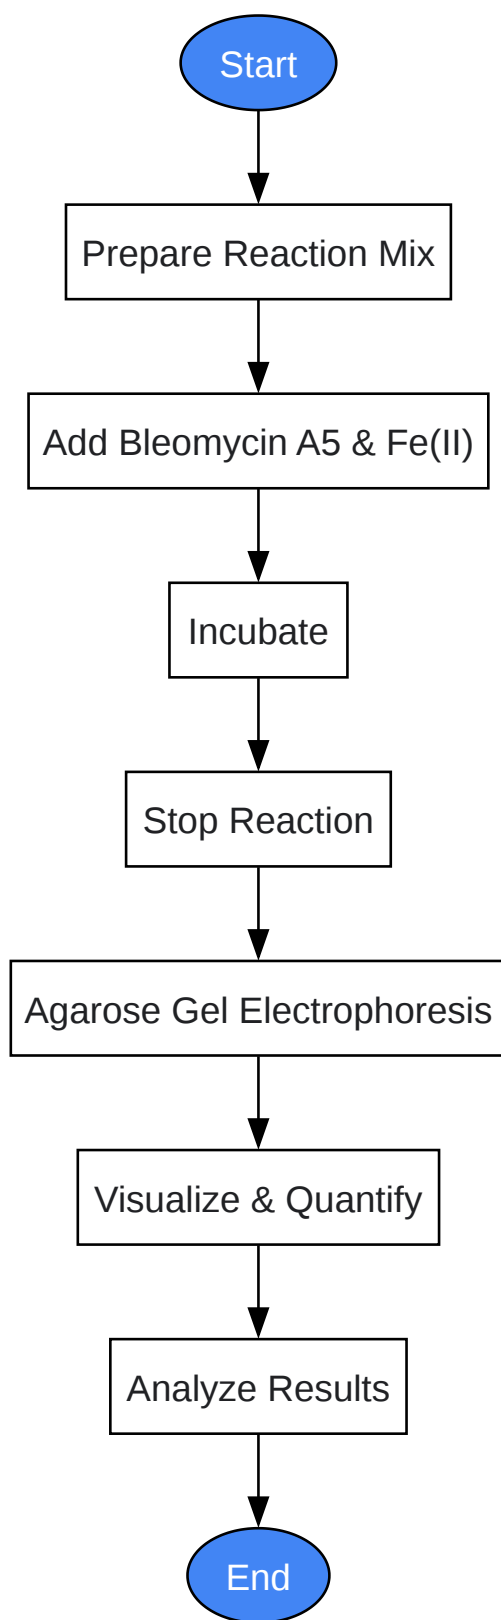 Start
Prepare Reaction Mix
Add Bleomycin A5 & Fe(II)
Incubate
Stop Reaction
Agarose Gel Electrophoresis
Visualize & Quantify
Analyze Results
End